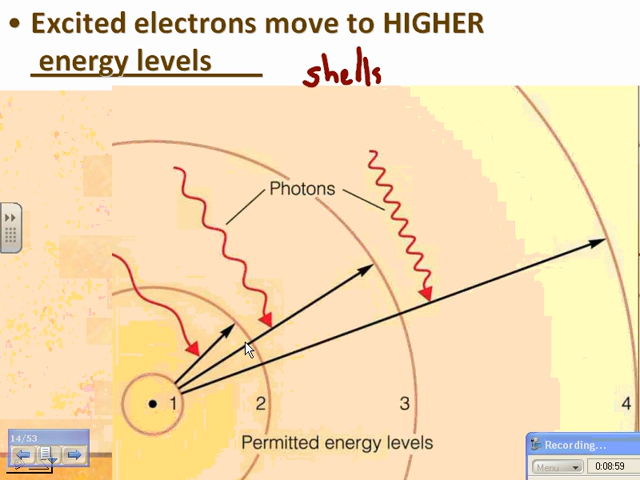 • Excited electrons move to HIGHER
energy levels
shells
Photons
1
2
3
4
Permitted energy levels
14/53
Recording...
Menu
0:08:59